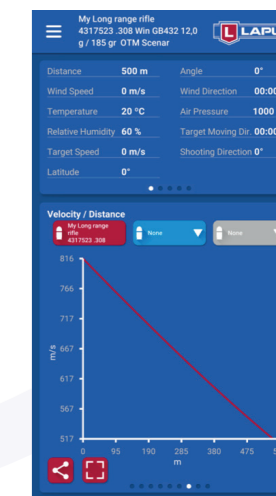 My Long range rifle
4317523 .308 Win GB432 12,0
g / 185 gr OTM Scenar
L LAPU
Distance 500 m Angle 0°
Wind Speed 0 m/s Wind Direction 00:00
Temperature 20 ºC Air Pressure 1000
Relative Humidity 60 % Target Moving Dir. 00:00
Target Speed 0 m/s Shooting Direction 0°
Latitude 0°
Velocity / Distance
My Long range
rifle
4317523 .308
None
None
816
766
717
667
617
567
517
m/s
0 95 190 285 380 475
m